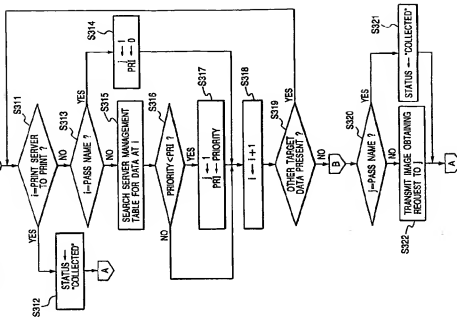 S311
i=PRINT SERVER
TO PRINT ?
YES
NO
S312
STATUS ←
"COLLECTED"
A
S313
i=PASS NAME ?
YES
NO
S314
j ← i
PRI ← 0
S315
SEARCH SERVER MANAGEMENT
TABLE FOR DATA AT i
S316
PRIORITY<PRI ?
NO
YES
S317
j ← 1
PRI ← PRIORITY
S318
i ← i + 1
S319
OTHER TARGET
DATA PRESENT ?
YES
NO
S320
j=PASS NAME ?
YES
NO
S321
STATUS ← "COLLECTED"
S322
TRANSMIT IMAGE OBTAINING
REQUEST TO j
A